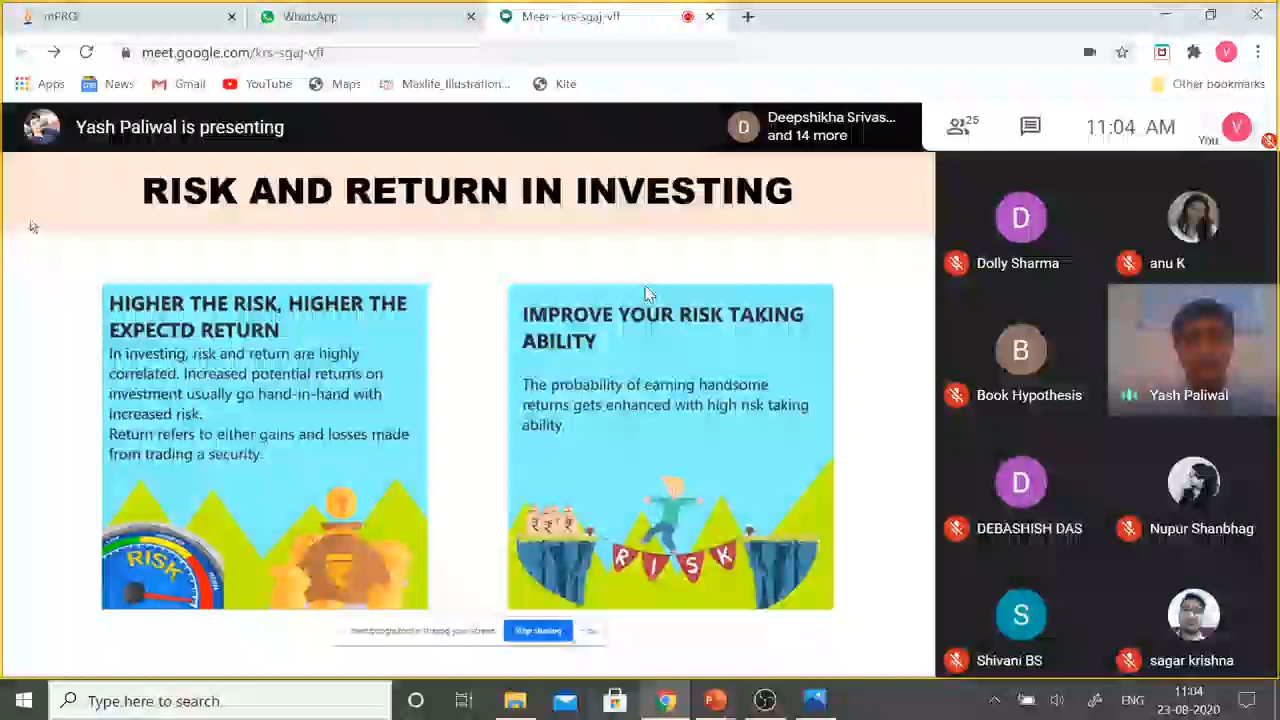 mPROFIT
WhatsApp
Meet - krs-sgaj-vff
meet.google.com/krs-sgaj-vff
V
Apps
News
Gmail
YouTube
Maps
Maxlife_Illustration...
Kite
Other bookmarks
Yash Paliwal is presenting
D
Deepshikha Srivas...
and 14 more
25
11:04 AM
You
V
RISK AND RETURN IN INVESTING
HIGHER THE RISK, HIGHER THE
EXPECTD RETURN
In investing, risk and return are highly
correlated. Increased potential returns on
investment usually go hand-in-hand with
increased risk.
Return refers to either gains and losses made
from trading a security.
RISK
IMPROVE YOUR RISK TAKING
ABILITY
The probability of earning handsome
returns gets enhanced with high risk taking
ability.
₹ ₹ ₹
RISK
Stop sharing
D
Dolly Sharma
anu K
B
Book Hypothesis
Yash Paliwal
D
DEBASHISH DAS
Nupur Shanbhag
S
Shivani BS
sagar krishna
Type here to search
ENG
11:04
23-08-2020